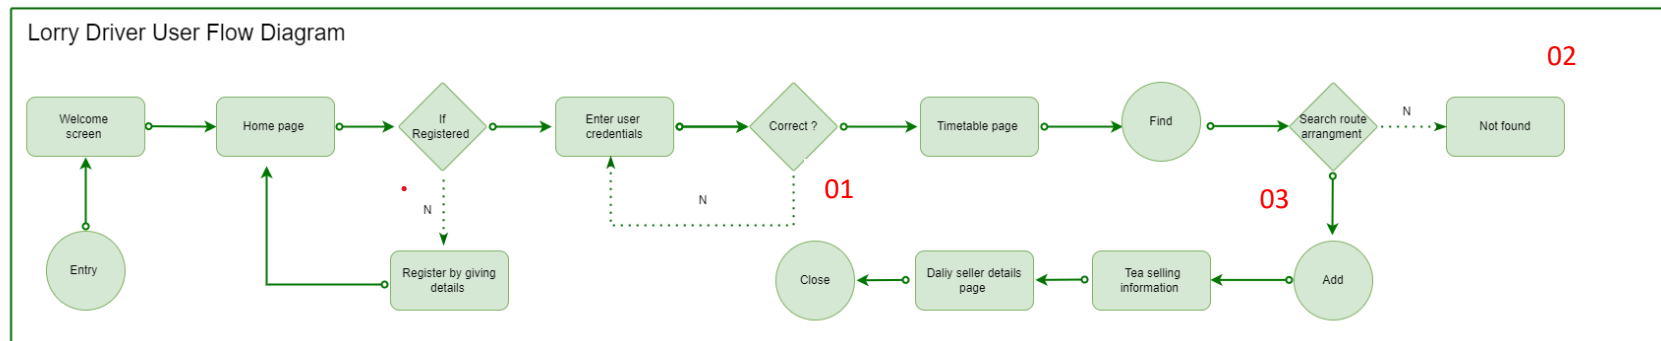 Lorry Driver User Flow Diagram
02
Welcome
screen
Home page
If
Registered
Enter user
credentials
Correct ?
Timetable page
Find
Search route
arrangment
N
Not found
01
03
N
N
Entry
Register by giving
details
Close
Daliy seller details
page
Tea selling
information
Add